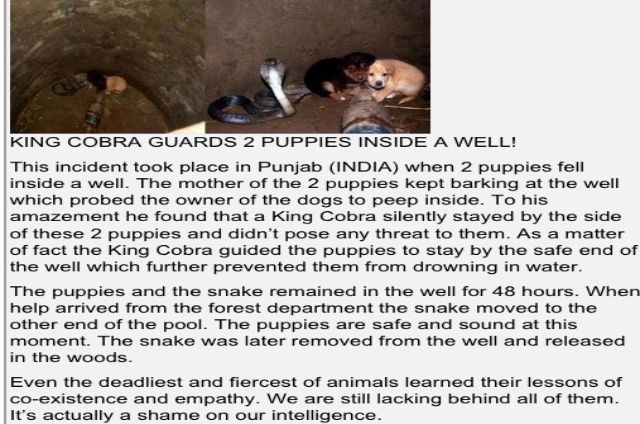 KING COBRA GUARDS 2 PUPPIES INSIDE A WELL!
This incident took place in Punjab (INDIA) when 2 puppies fell
inside a well. The mother of the 2 puppies kept barking at the well
which probed the owner of the dogs to peep inside. To his
amazement he found that a King Cobra silently stayed by the side
of these 2 puppies and didn't pose any threat to them. As a matter
of fact the King Cobra guided the puppies to stay by the safe end of
the well which further prevented them from drowning in water.
The puppies and the snake remained in the well for 48 hours. When
help arrived from the forest department the snake moved to the
other end of the pool. The puppies are safe and sound at this
moment. The snake was later removed from the well and released
in the woods.
Even the deadliest and fiercest of animals learned their lessons of
co-existence and empathy. We are still lacking behind all of them.
It's actually a shame on our intelligence.